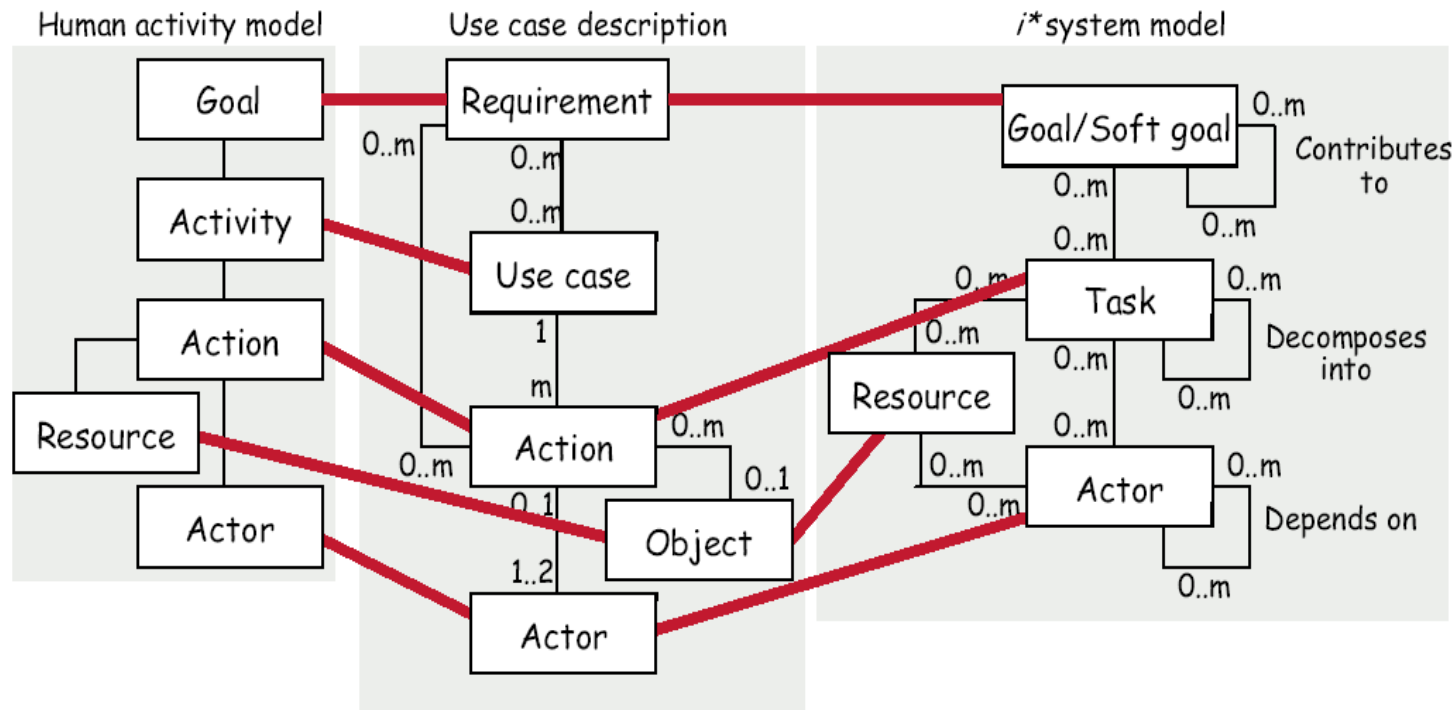 Human activity model
Goal
Activity
Action
Resource
Actor
Use case description
Requirement
0..m
0..m
0..m
Use case
1
m
Action
0..m
0..m
0..1
0..1
Object
1..2
Actor
i* system model
Goal/Soft goal
0..m
Contributes
to
0..m
0..m
0..m
0..m
Task
0..m
0..m
Decomposes
into
0..m
0..m
Resource
0..m
0..m
0..m
Actor
0..m
Depends on
0..m